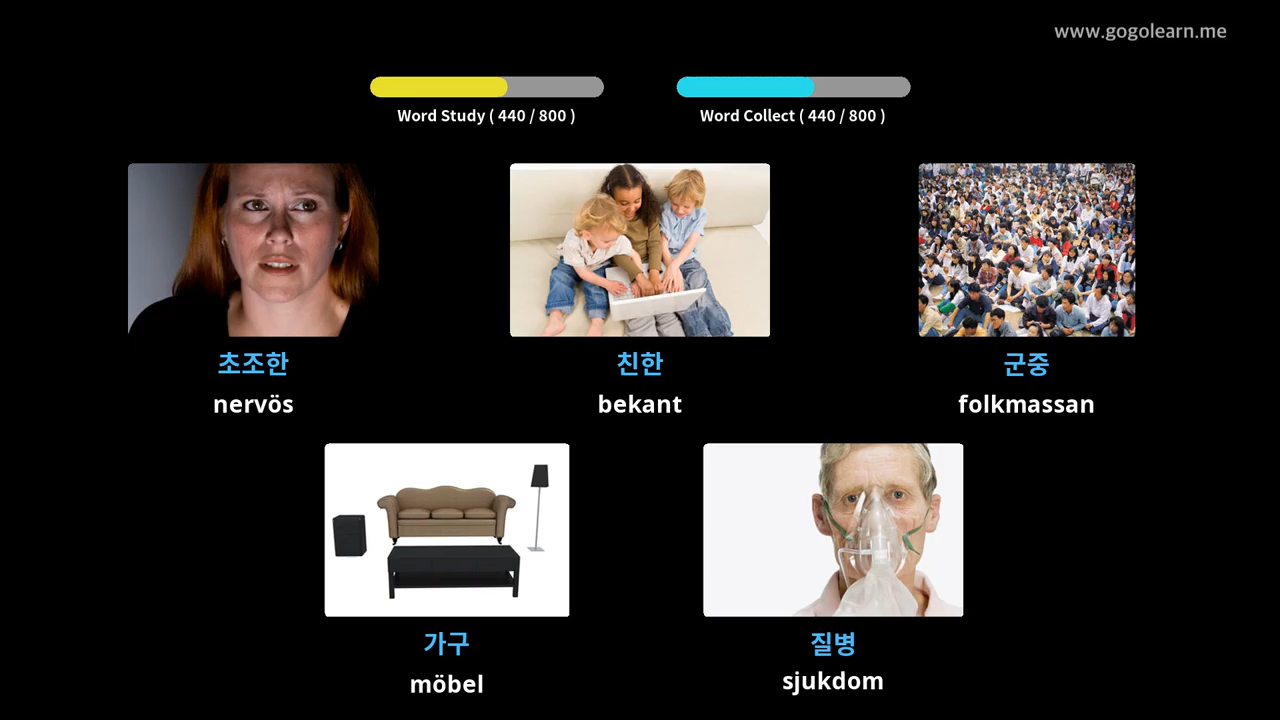 www.gogolearn.me
Word Study ( 440 / 800 )
Word Collect ( 440 / 800 )
초조한
nervös
친한
bekant
군중
folkmassan
가구
möbel
질병
sjukdom